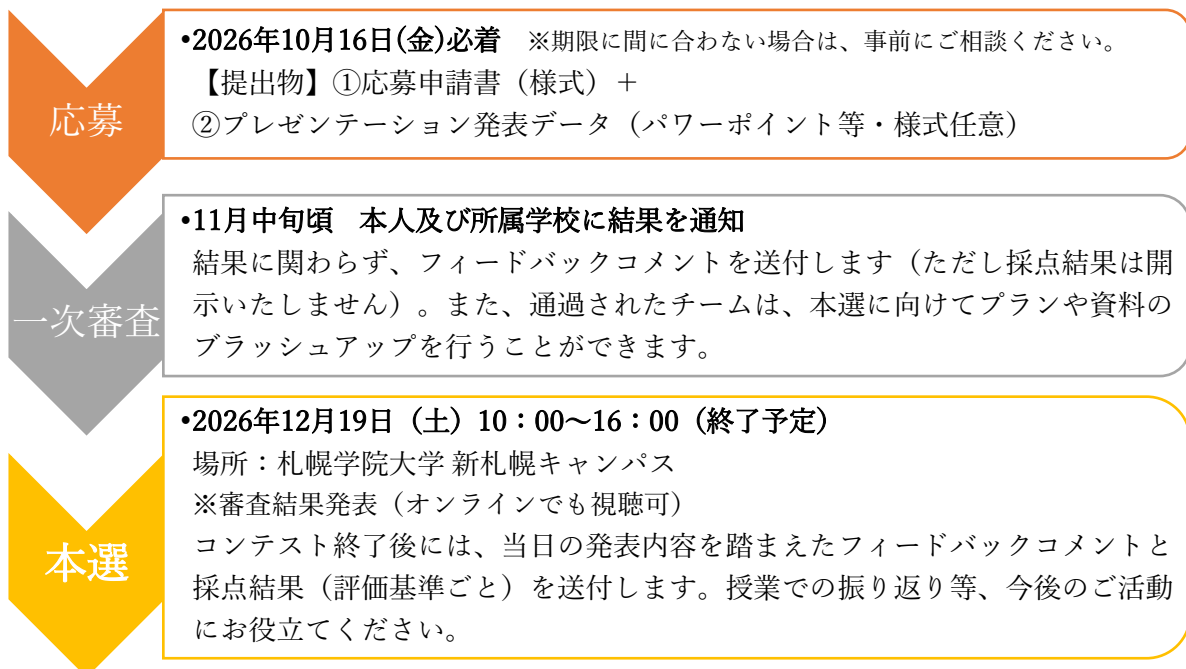 応募
•2026年10月16日(金)必着　※期限に間に合わない場合は、事前にご相談ください。
【提出物】①応募申請書（様式）＋
②プレゼンテーション発表データ（パワーポイント等・様式任意）
一次審査
•11月中旬頃　本人及び所属学校に結果を通知
結果に関わらず、フィードバックコメントを送付します（ただし採点結果は開
示いたしません）。また、通過されたチームは、本選に向けてプランや資料の
ブラッシュアップを行うことができます。
本選
•2026年12月19日（土）10：00～16：00（終了予定）
場所：札幌学院大学 新札幌キャンパス
※審査結果発表（オンラインでも視聴可）
コンテスト終了後には、当日の発表内容を踏まえたフィードバックコメントと
採点結果（評価基準ごと）を送付します。授業での振り返り等、今後のご活動
にお役立てください。